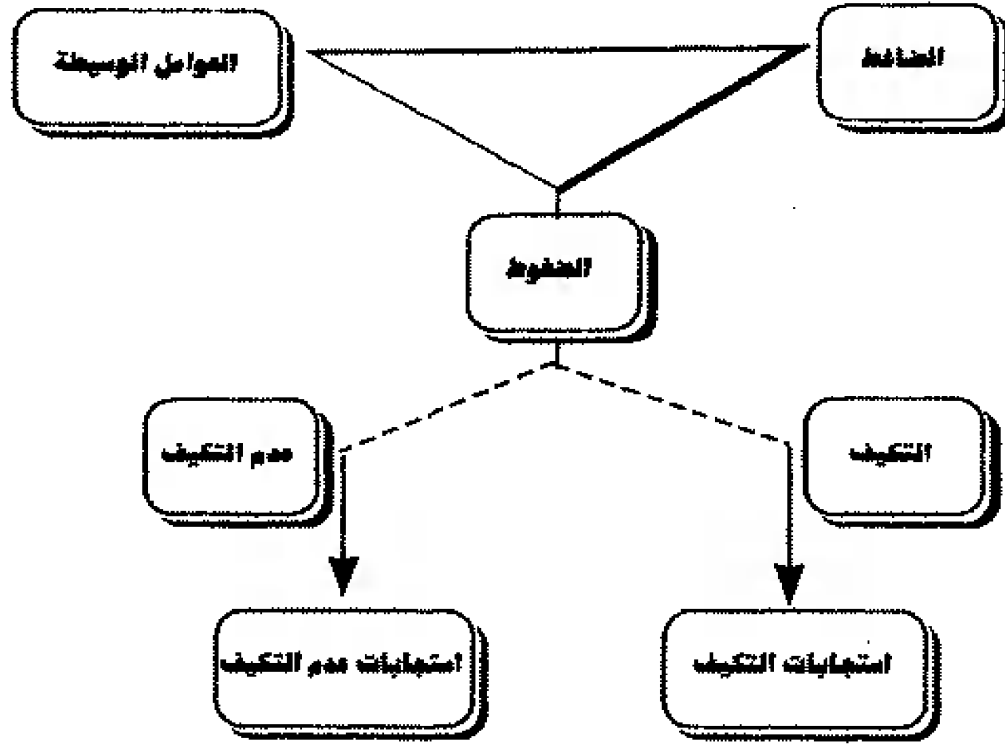 الضاغط
العوامل الوسيطة
الضغوط
التكيف
عدم التكيف
استجابات التكيف
استجابات عدم التكيف